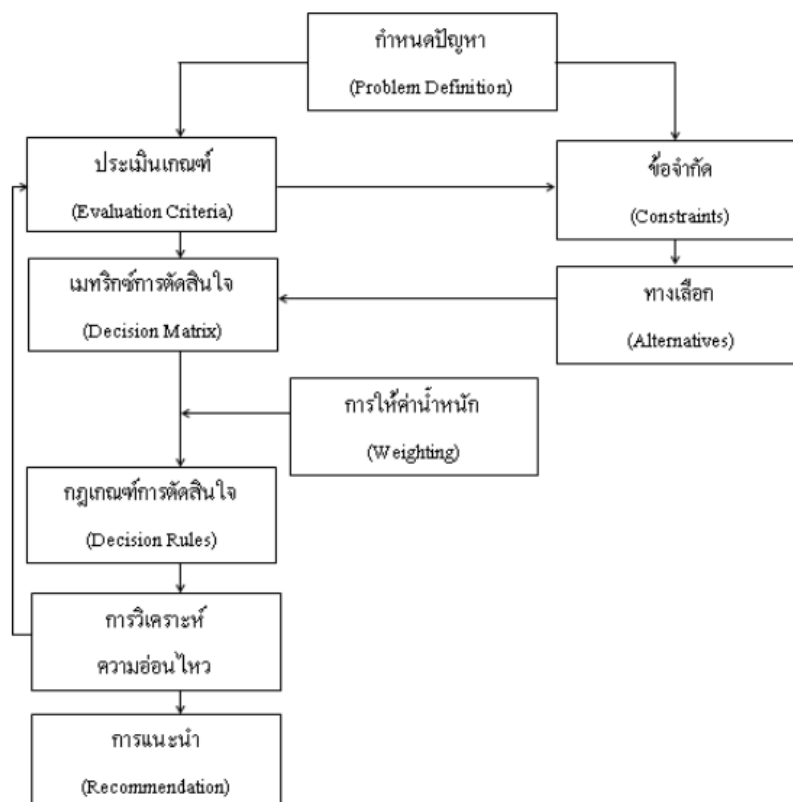 กำหนดปัญหา
(Problem Definition)
ประเมินเกณฑ์
(Evaluation Criteria)
ข้อจำกัด
(Constraints)
เมทริกซ์การตัดสินใจ
(Decision Matrix)
ทางเลือก
(Alternatives)
การให้ค่าน้ำหนัก
(Weighting)
กฎเกณฑ์การตัดสินใจ
(Decision Rules)
การวิเคราะห์
ความอ่อนไหว
การแนะนำ
(Recommendation)